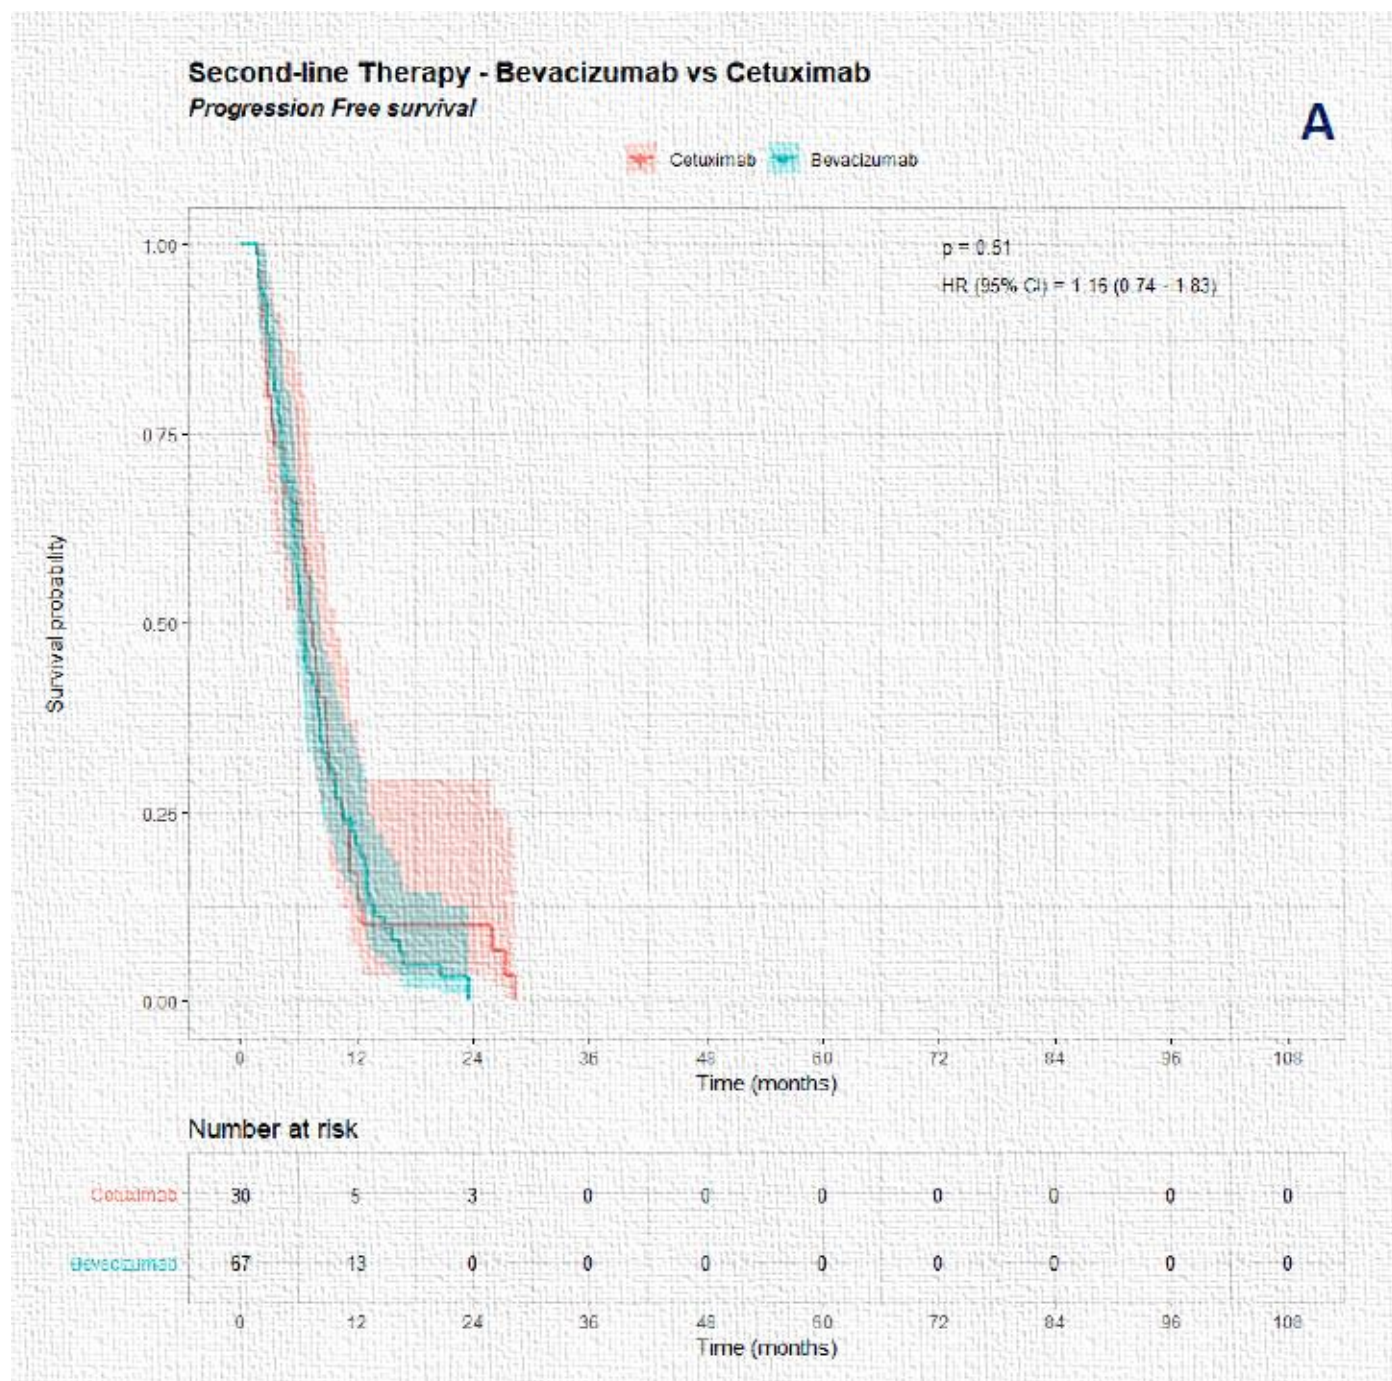 Second-line Therapy - Bevacizumab vs Cetuximab
Progression Free survival
A
Cetuximab Bevacizumab
p = 0.51
HR (95% CI) = 1.16 (0.74 - 1.83)
Survival probability
1.00
0.75
0.50
0.25
0.00
0 12 24 36 48 60 72 84 96 108
Time (months)
Number at risk
Cetuximab 30 5 3 0 0 0 0 0 0 0
Bevacizumab 67 13 0 0 0 0 0 0 0 0
0 12 24 36 48 60 72 84 96 108
Time (months)